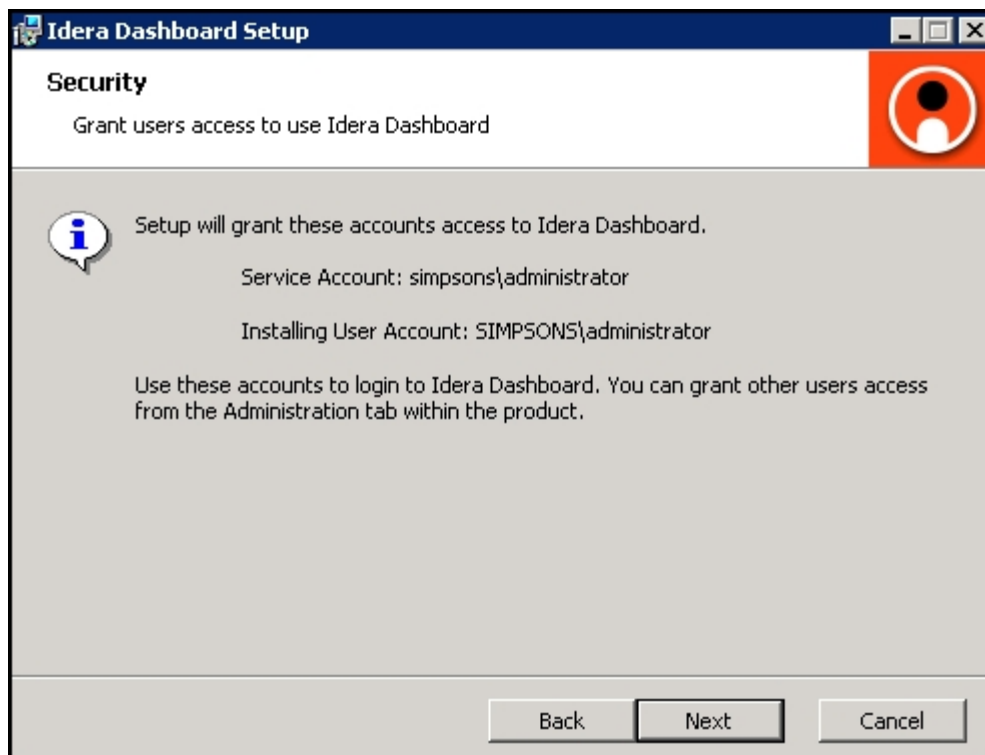 Idera Dashboard Setup
Security
Grant users access to use Idera Dashboard
Setup will grant these accounts access to Idera Dashboard.
Service Account: simpsons\administrator
Installing User Account: SIMPSONS\administrator
Use these accounts to login to Idera Dashboard. You can grant other users access
from the Administration tab within the product.
Back Next Cancel